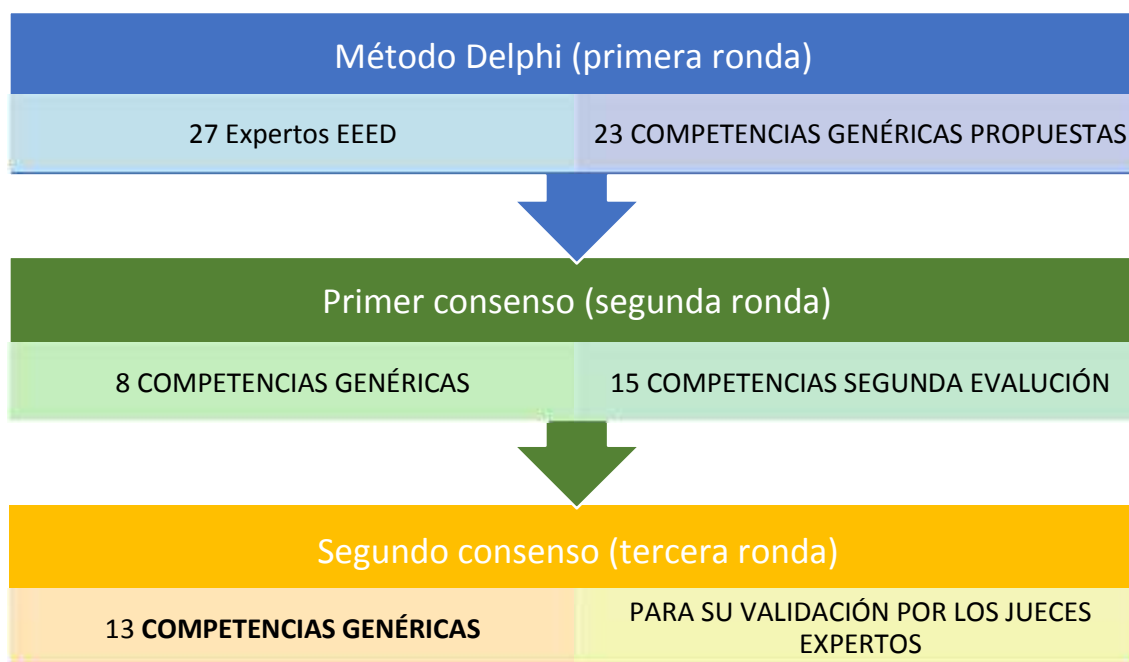 Método Delphi (primera ronda)
27 Expertos EEED
23 COMPETENCIAS GENÉRICAS PROPUESTAS
Primer consenso (segunda ronda)
8 COMPETENCIAS GENÉRICAS
15 COMPETENCIAS SEGUNDA EVALUCIÓN
Segundo consenso (tercera ronda)
13 COMPETENCIAS GENÉRICAS
PARA SU VALIDACIÓN POR LOS JUECES
EXPERTOS